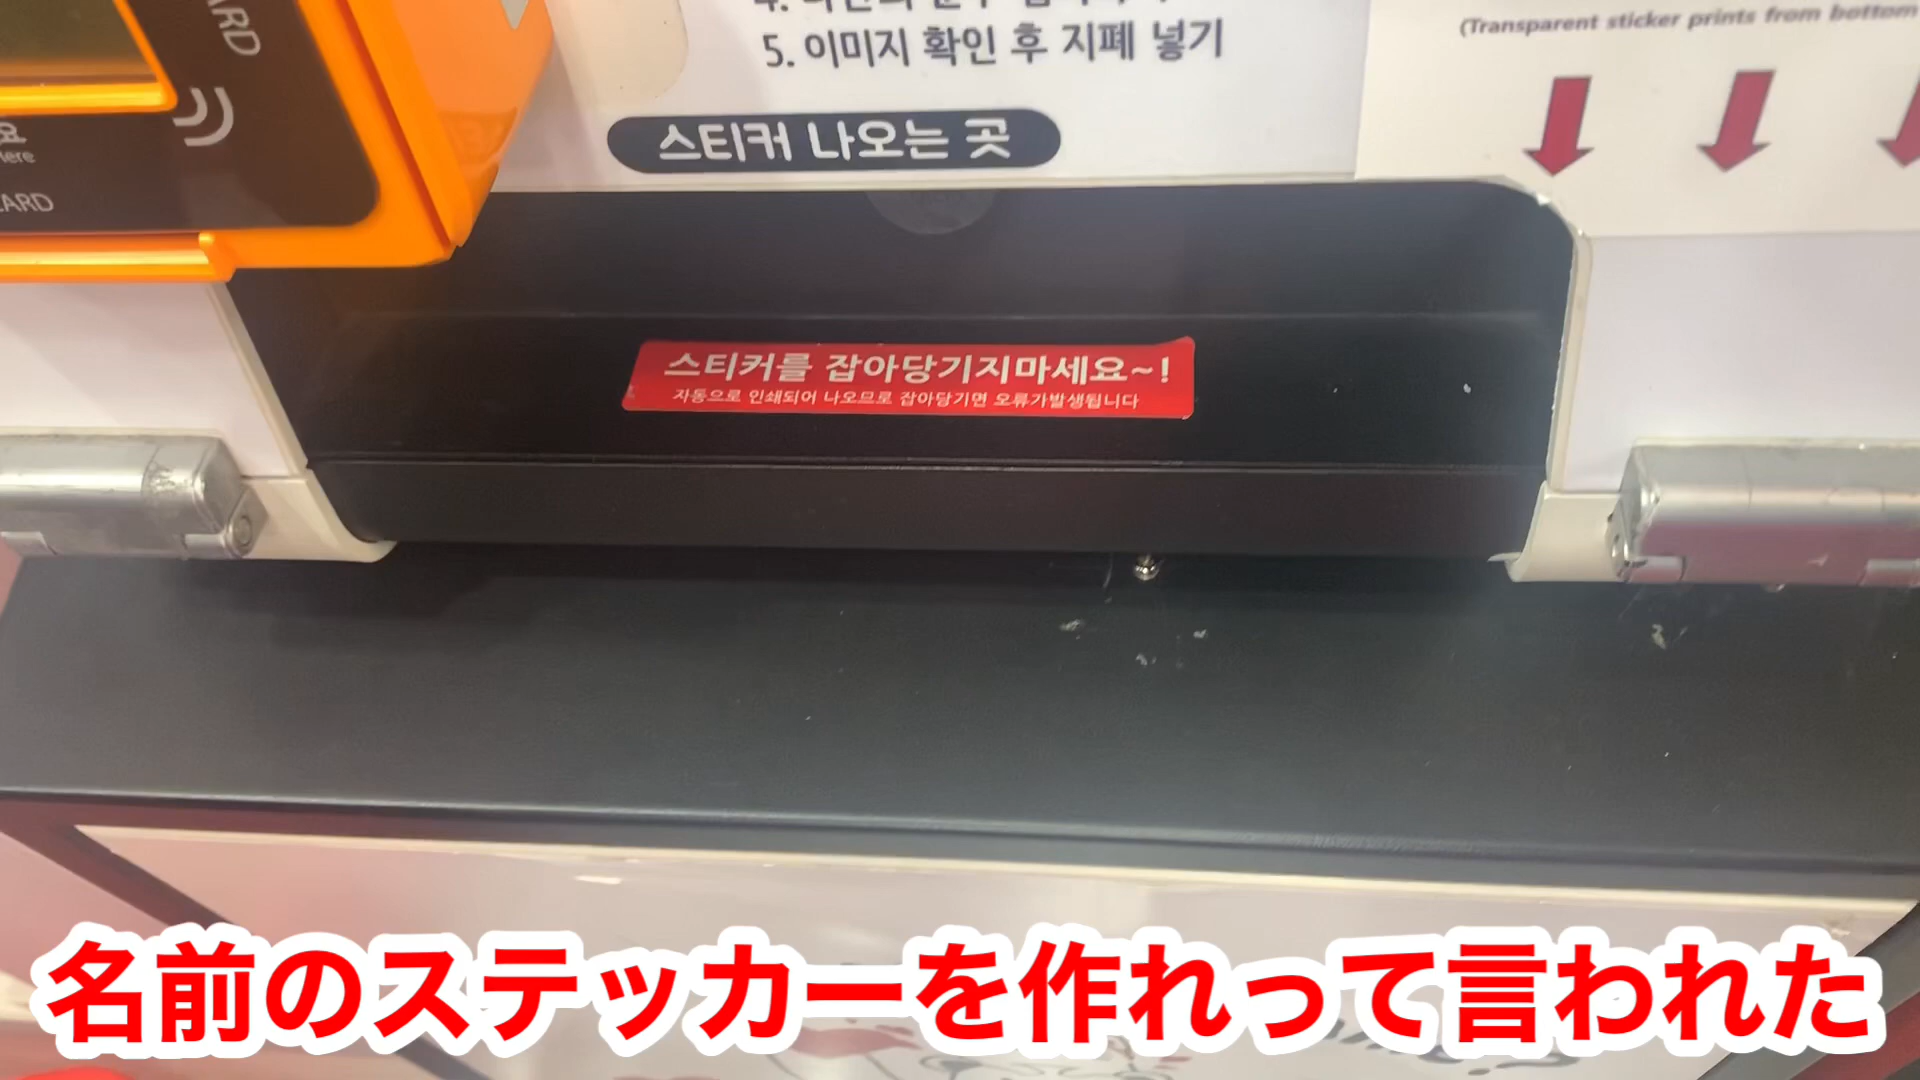 5. 이미지 확인 후 지폐 넣기
(Transparent sticker prints from bottom
스티커 나오는 곳
스티커를 잡아당기지마세요~!
자동으로 인쇄되어 나오므로 잡아당기면 오류가발생됩니다
名前のステッカーを作れって言われた